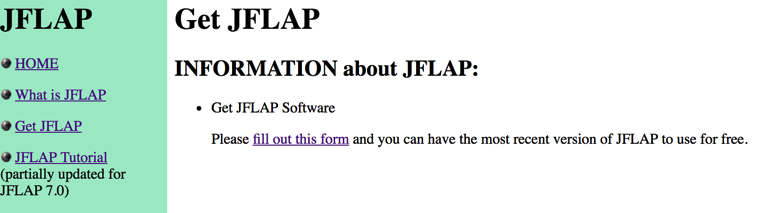 JFLAP
HOME
What is JFLAP
Get JFLAP
JFLAP Tutorial
(partially updated for
JFLAP 7.0)
Get JFLAP
INFORMATION about JFLAP:
Get JFLAP Software
Please fill out this form and you can have the most recent version of JFLAP to use for free.